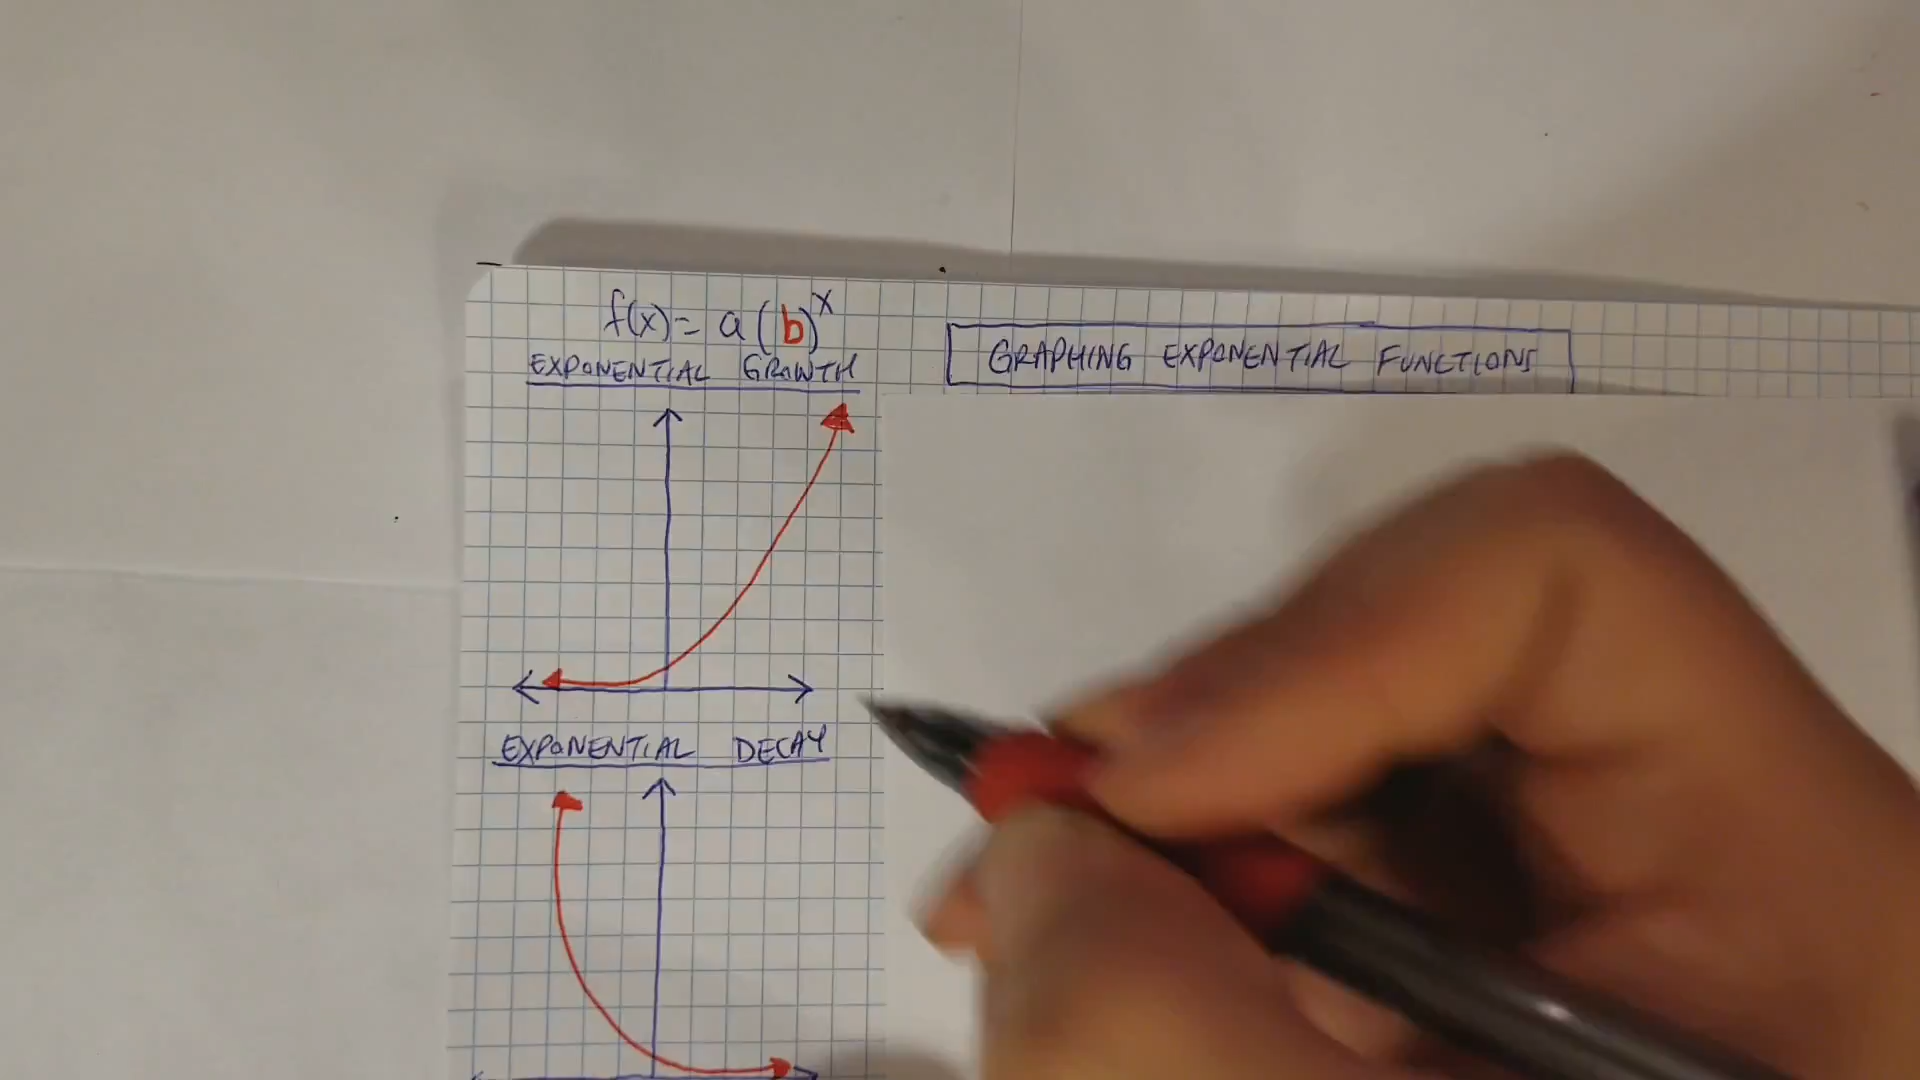 f(x) = a(b)^x
EXPONENTIAL GROWTH
GRAPHING EXPONENTIAL FUNCTIONS
EXPONENTIAL DECAY